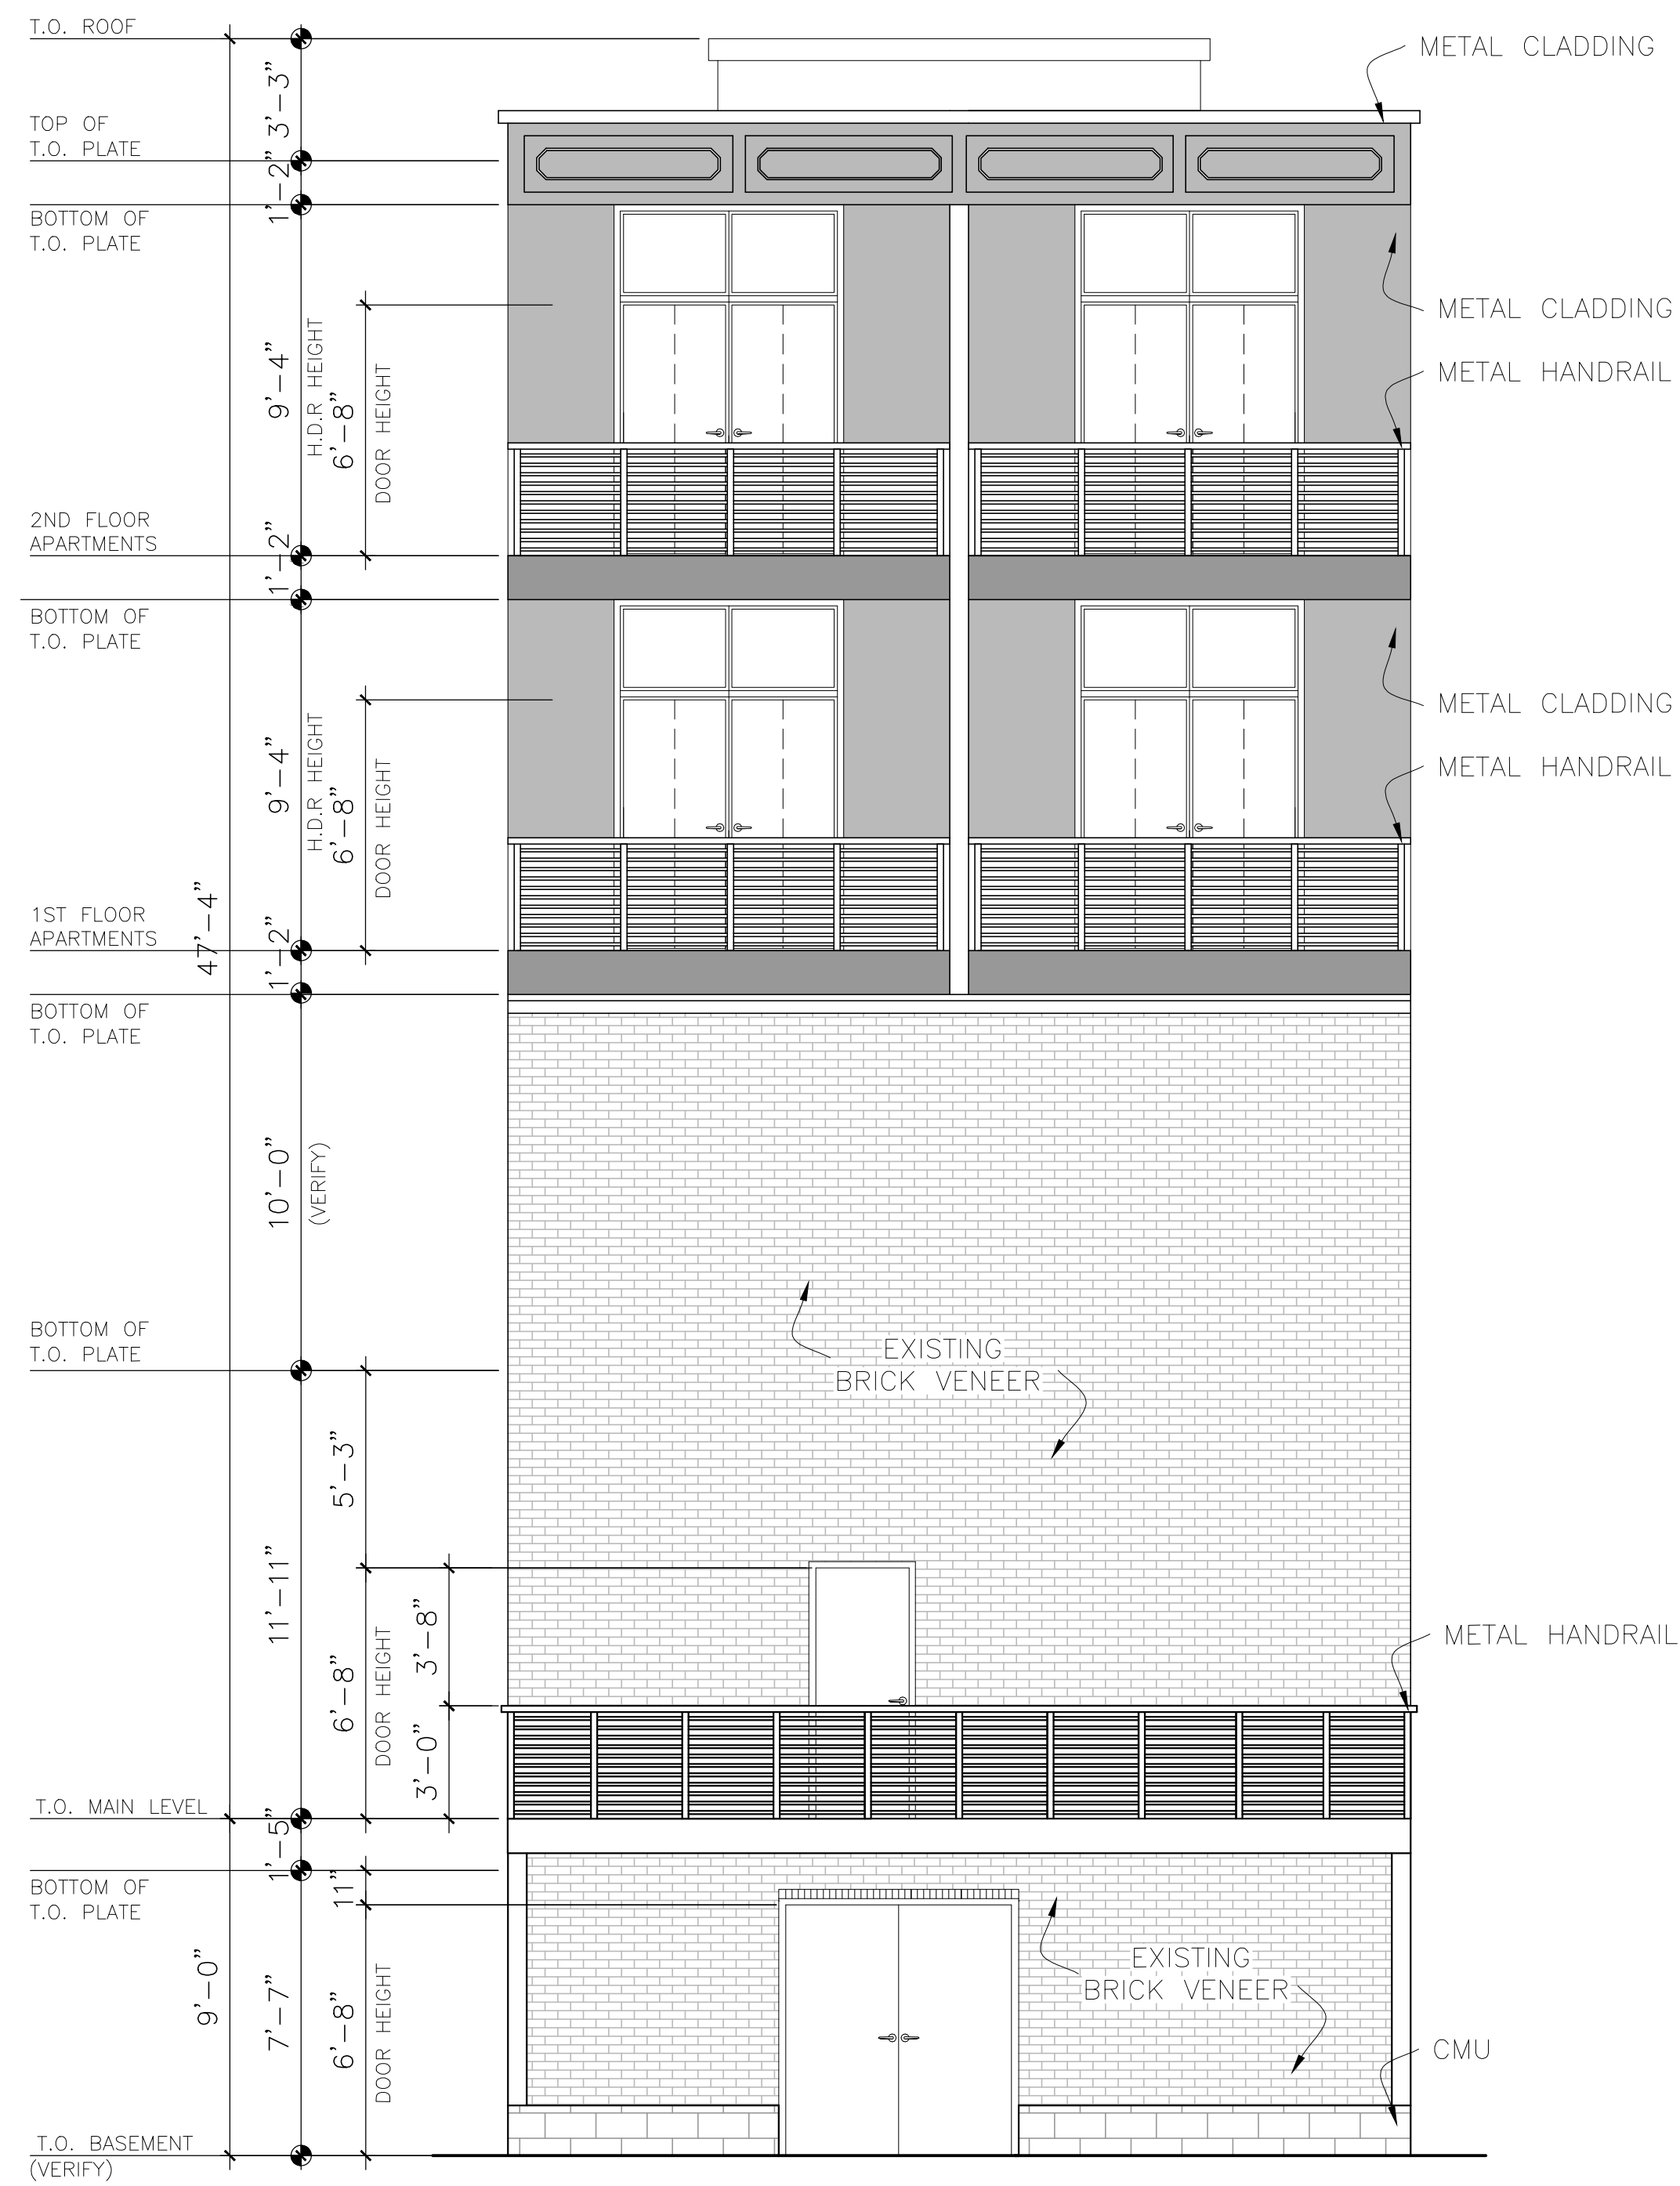 T.O. ROOF
METAL CLADDING
3'-3"
TOP OF
T.O. PLATE
1'-2"
BOTTOM OF
T.O. PLATE
METAL CLADDING
9'-4"
H.D.R HEIGHT
6'-8"
DOOR HEIGHT
METAL HANDRAIL
2ND FLOOR
APARTMENTS
1'-2"
BOTTOM OF
T.O. PLATE
METAL CLADDING
9'-4"
H.D.R HEIGHT
6'-8"
DOOR HEIGHT
METAL HANDRAIL
47'-4"
1ST FLOOR
APARTMENTS
1'-2"
BOTTOM OF
T.O. PLATE
10'-0"
(VERIFY)
BOTTOM OF
T.O. PLATE
EXISTING
BRICK VENEER
5'-3"
11'-11"
6'-8"
DOOR HEIGHT
3'-8"
3'-0"
METAL HANDRAIL
T.O. MAIN LEVEL
1'-5"
BOTTOM OF
T.O. PLATE
11"
9'-0"
7'-7"
6'-8"
DOOR HEIGHT
EXISTING
BRICK VENEER
CMU
T.O. BASEMENT
(VERIFY)